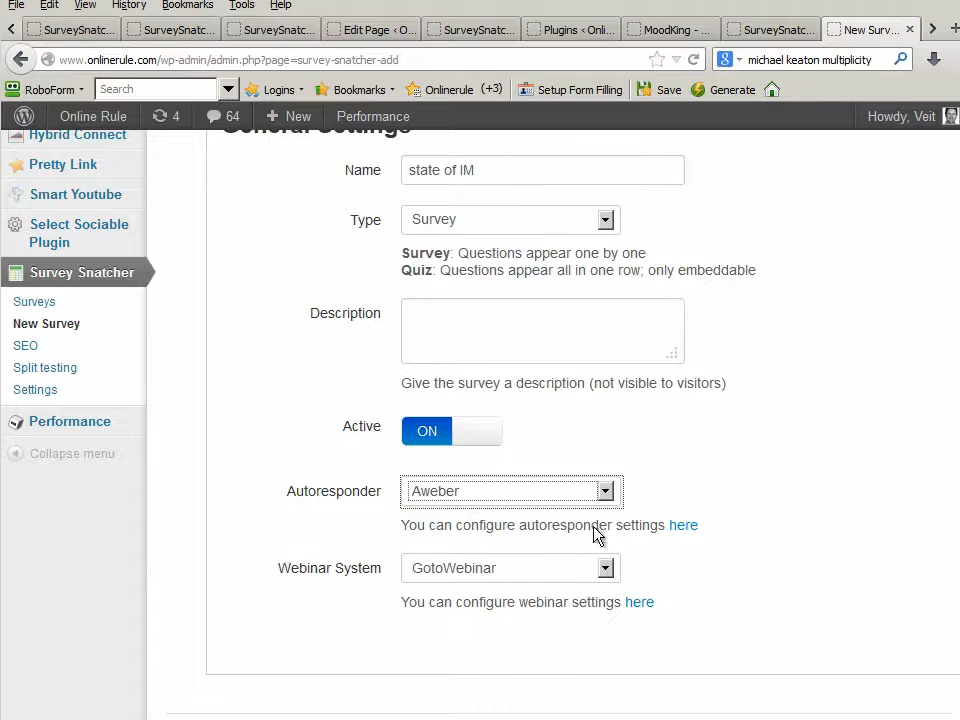 File Edit View History Bookmarks Tools Help
SurveySnatc... SurveySnatc... SurveySnatc... Edit Page ‹ O... SurveySnatc... Plugins ‹ Onli... MoodKing - ... SurveySnatc... New Surv...
www.onlinerule.com/wp-admin/admin.php?page=survey-snatcher-add michael keaton multiplicity
RoboForm Search Logins Bookmarks Onlinerule (+3) Setup Form Filling Save Generate
Online Rule 4 64 + New Performance Howdy, Veit
General Settings
Hybrid Connect
Pretty Link
Smart Youtube
Select Sociable
Plugin
Survey Snatcher
Surveys
New Survey
SEO
Split testing
Settings
Performance
Collapse menu
Name state of IM
Type Survey
Survey: Questions appear one by one
Quiz: Questions appear all in one row; only embeddable
Description
Give the survey a description (not visible to visitors)
Active ON
Autoresponder Aweber
You can configure autoresponder settings here
Webinar System GotoWebinar
You can configure webinar settings here